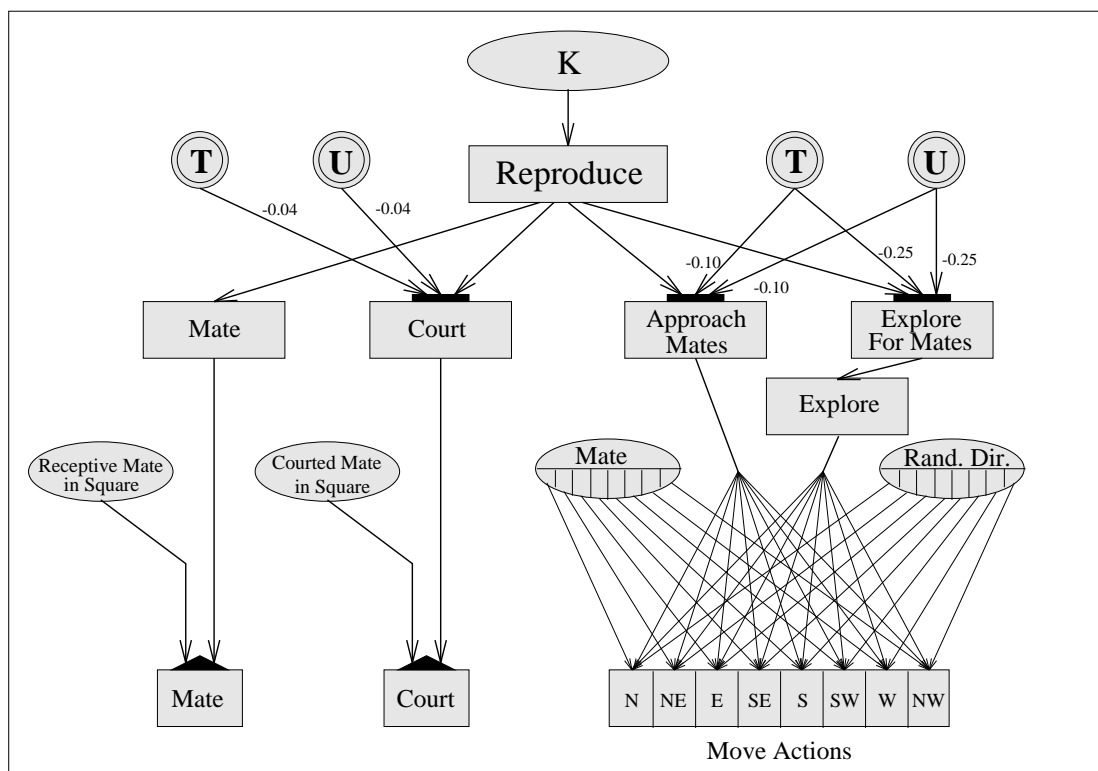 K
T
U
Reproduce
T
U
-0.04
-0.04
-0.10
-0.10
-0.25
-0.25
Mate
Court
Approach
Mates
Explore
For Mates
Explore
Receptive Mate
in Square
Courted Mate
in Square
Mate
Rand. Dir.
Mate
Court
N
NE
E
SE
S
SW
W
NW
Move Actions